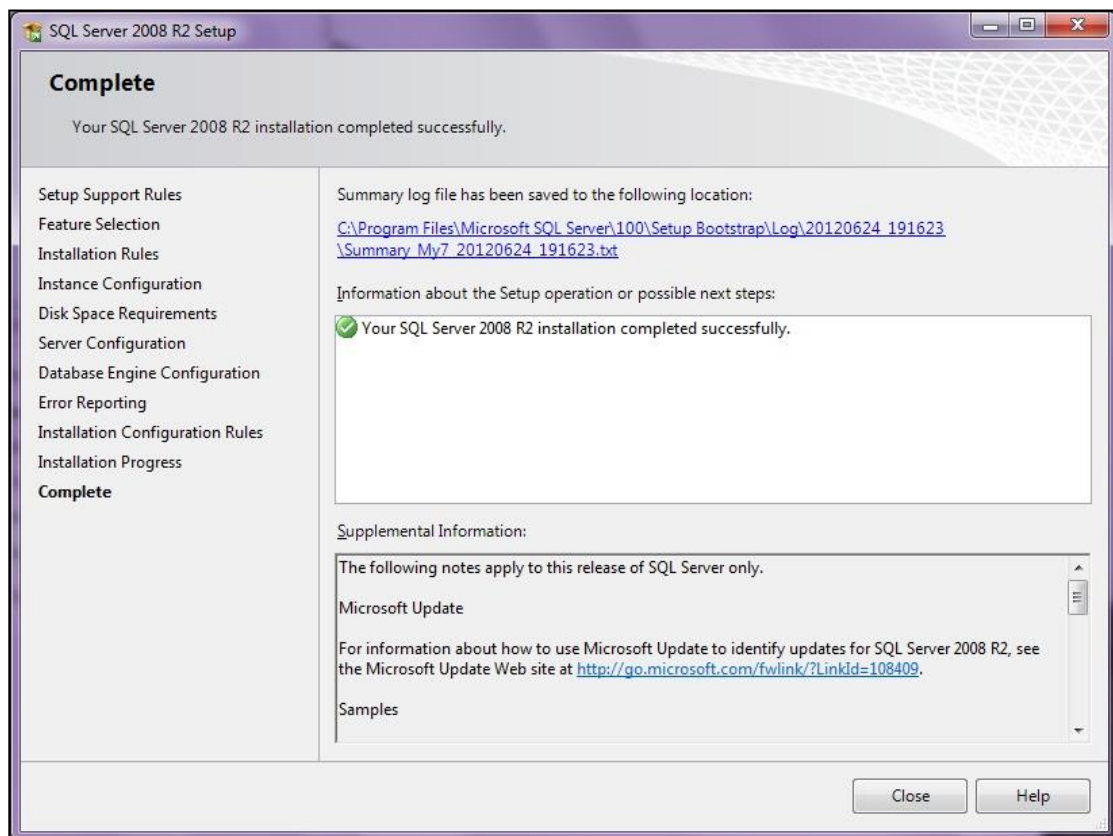 SQL Server 2008 R2 Setup
Complete
Your SQL Server 2008 R2 installation completed successfully.
Setup Support Rules
Feature Selection
Installation Rules
Instance Configuration
Disk Space Requirements
Server Configuration
Database Engine Configuration
Error Reporting
Installation Configuration Rules
Installation Progress
Complete
Summary log file has been saved to the following location:
C:\Program Files\Microsoft SQL Server\100\Setup Bootstrap\Log\20120624_191623
\Summary_My7_20120624_191623.txt
Information about the Setup operation or possible next steps:
Your SQL Server 2008 R2 installation completed successfully.
Supplemental Information:
The following notes apply to this release of SQL Server only.
Microsoft Update
For information about how to use Microsoft Update to identify updates for SQL Server 2008 R2, see
the Microsoft Update Web site at http://go.microsoft.com/fwlink/?LinkId=108409.
Samples
Close
Help